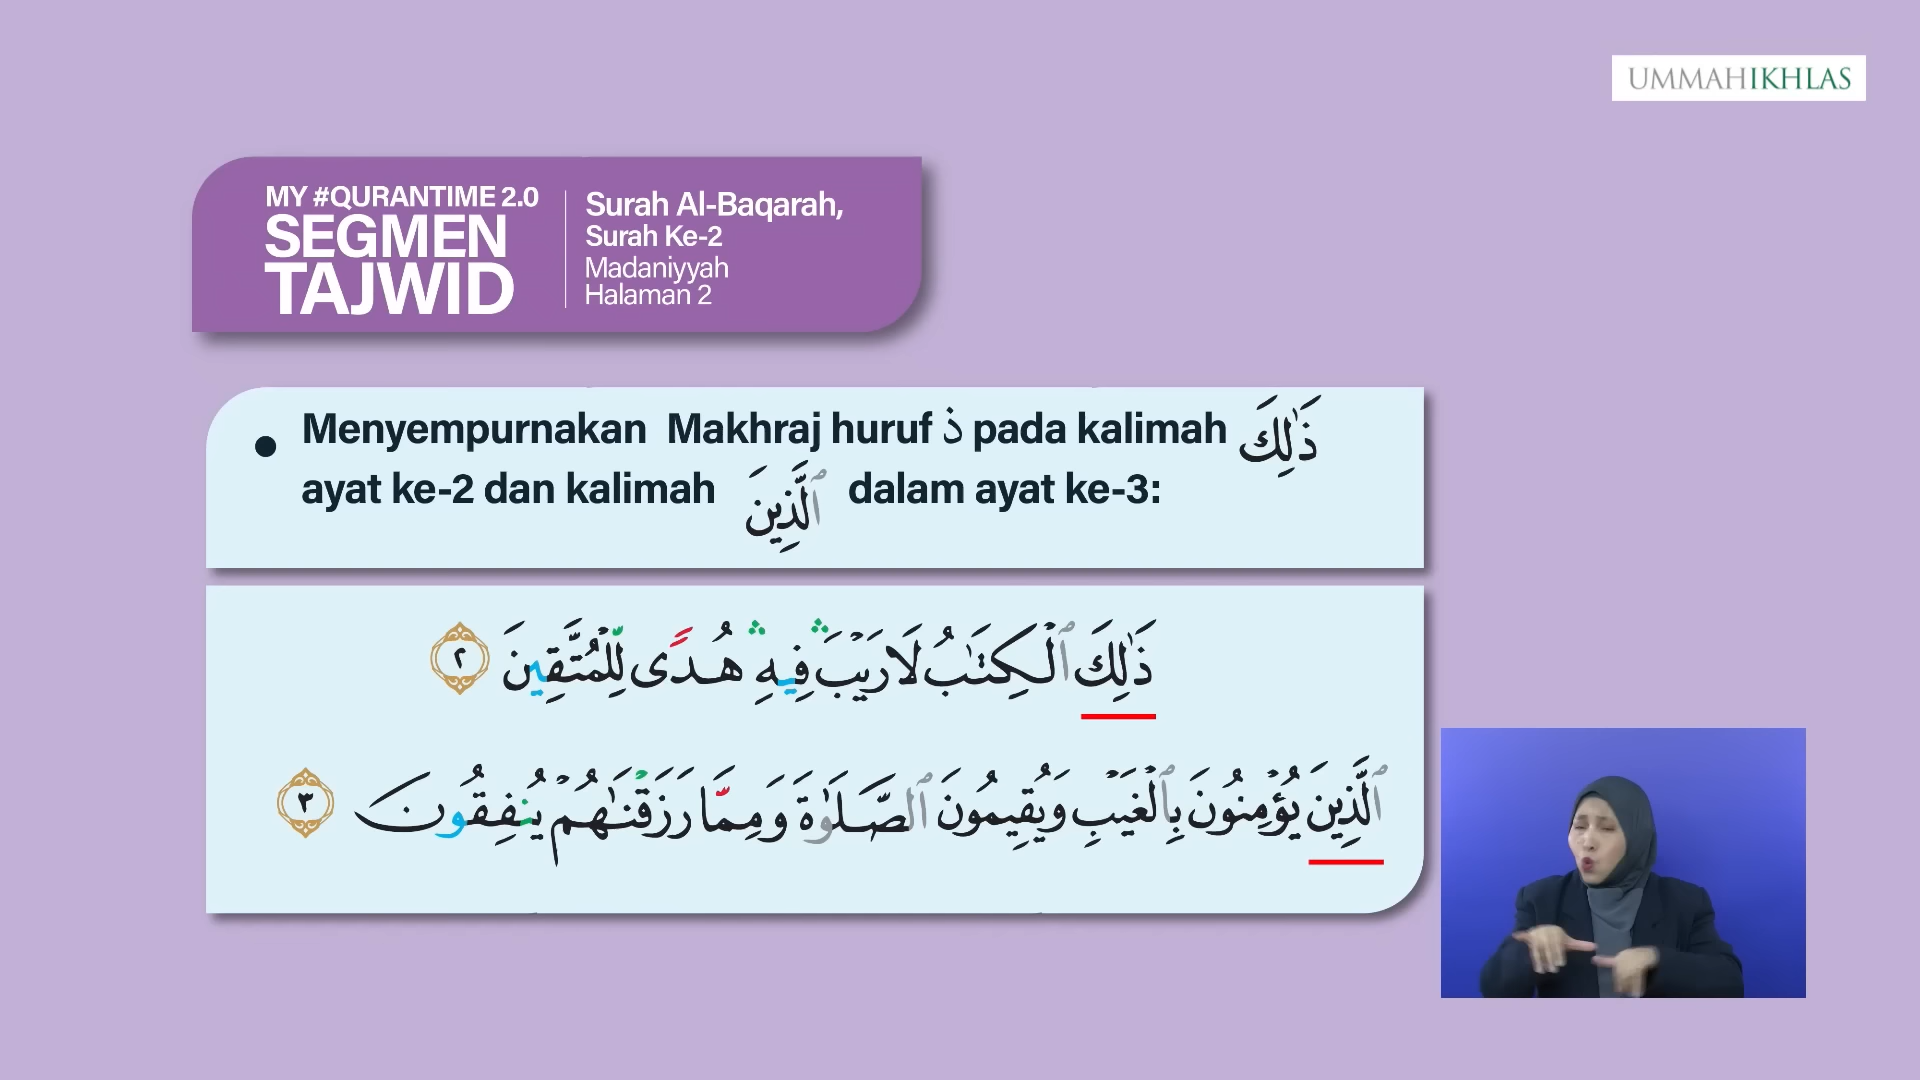 UMMAHIKHLAS
MY #QURANTIME 2.0
SEGMEN
TAJWID
Surah Al-Baqarah,
Surah Ke-2
Madaniyyah
Halaman 2
Menyempurnakan Makhraj huruf ذ pada kalimah ذَٰلِكَ
ayat ke-2 dan kalimah ٱلَّذِينَ dalam ayat ke-3:
ذَٰلِكَ ٱلْكِتَٰبُ لَا رَيْبَ ۛ فِيهِ ۛ هُدًى لِّلْمُتَّقِينَ ٢
ٱلَّذِينَ يُؤْمِنُونَ بِٱلْغَيْبِ وَيُقِيمُونَ ٱلصَّلَوٰةَ وَمِمَّا رَزَقْنَٰهُمْ يُنفِقُونَ ٣